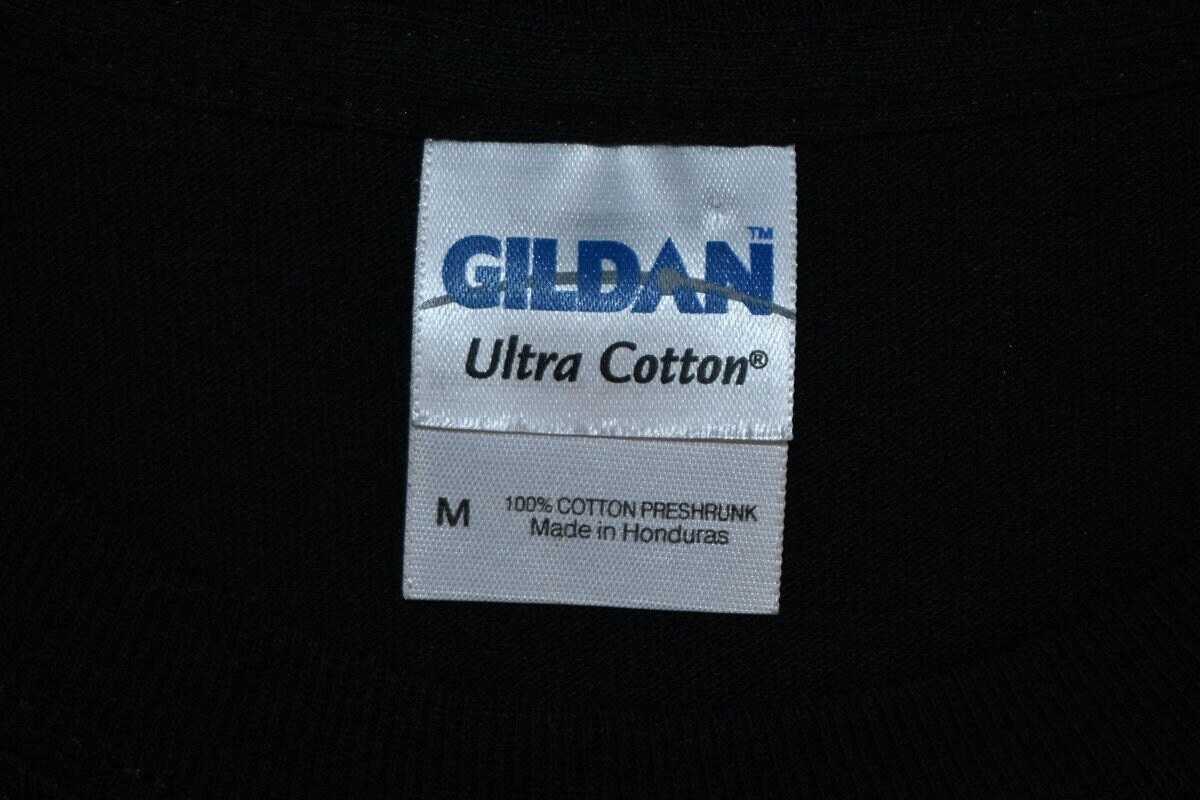 GILDAN™
Ultra Cotton®
M
100% COTTON PRESHRUNK
Made in Honduras